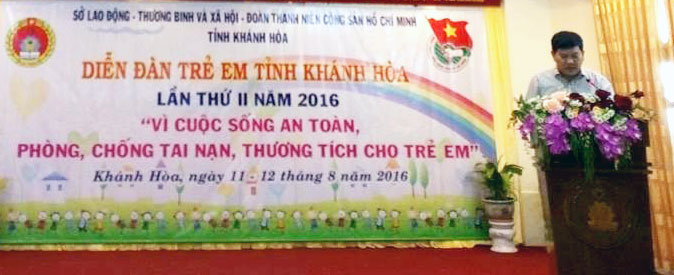 SỞ LAO ĐỘNG - THƯƠNG BINH VÀ XÃ HỘI - ĐOÀN THANH NIÊN CỘNG SẢN HỒ CHÍ MINH
TỈNH KHÁNH HÒA
DIỄN ĐÀN TRẺ EM TỈNH KHÁNH HÒA
LẦN THỨ II NĂM 2016
"VÌ CUỘC SỐNG AN TOÀN,
PHÒNG, CHỐNG TAI NẠN, THƯƠNG TÍCH CHO TRẺ EM"
Khánh Hòa, ngày 11 - 12 tháng 8 năm 2016